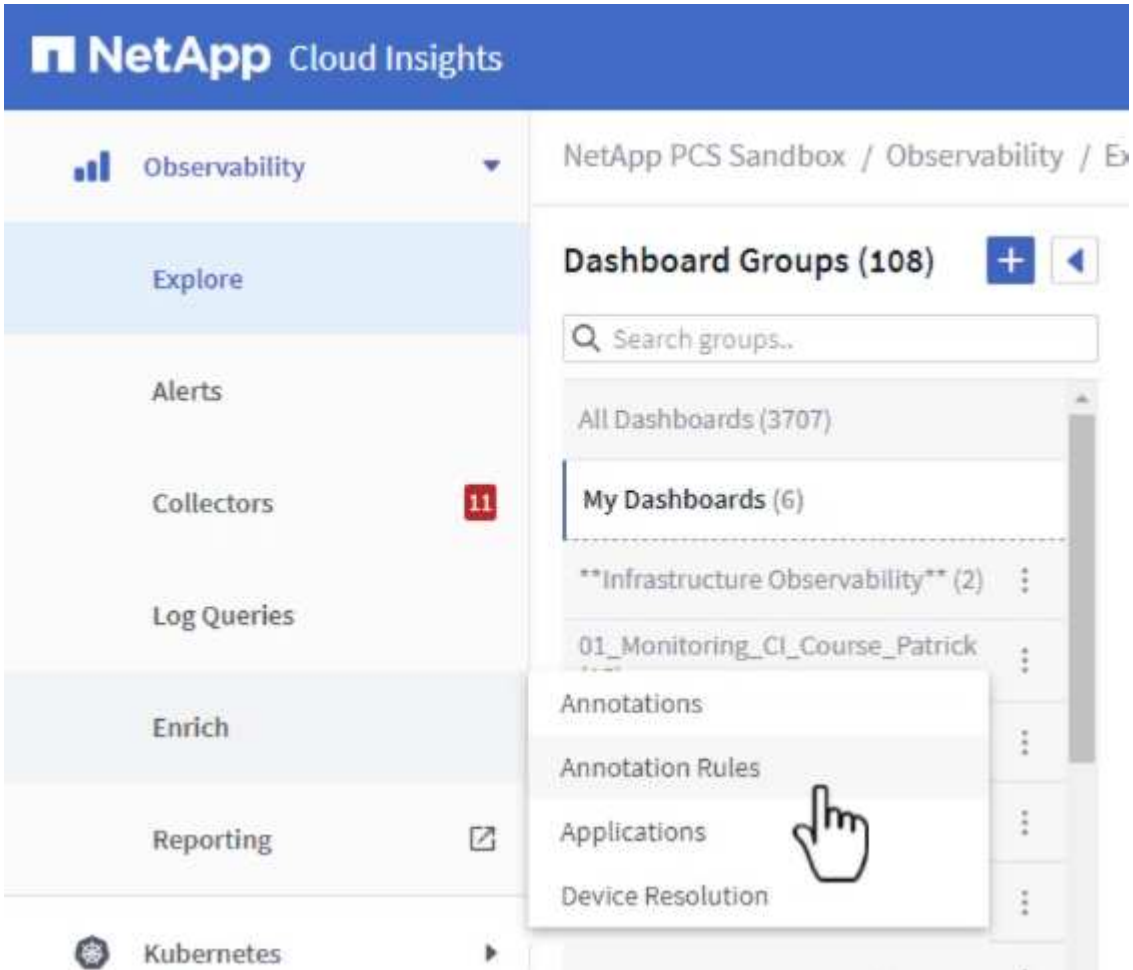 NetApp Cloud Insights
Observability
NetApp PCS Sandbox / Observability /
Explore
Dashboard Groups (108)
Search groups..
Alerts
All Dashboards (3707)
Collectors
11
My Dashboards (6)
**Infrastructure Observability** (2)
Log Queries
01_Monitoring_CI_Course_Patrick
Enrich
Annotations
Annotation Rules
Applications
Device Resolution
Reporting
Kubernetes